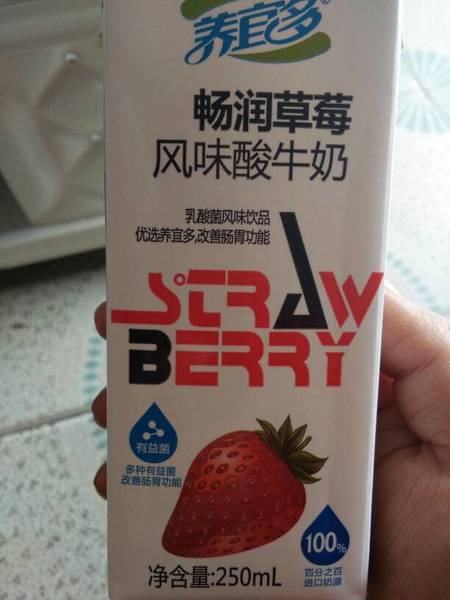 养宜多
畅润草莓
风味酸牛奶
乳酸菌风味饮品
优选养宜多,改善肠胃功能
STRAW
BERRY
有益菌
多种有益菌
改善肠胃功能
100%
百分之百
进口奶源
净含量:250mL